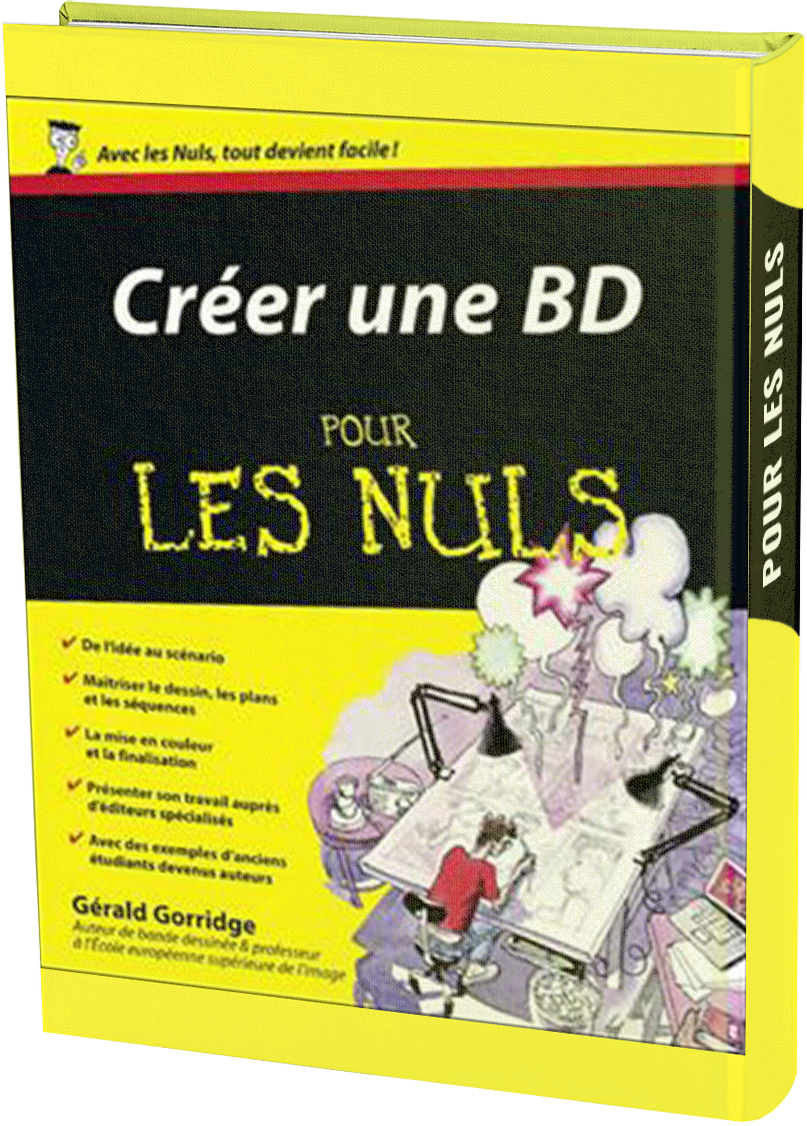 Avec les Nuls, tout devient facile !
Créer une BD
POUR
LES NULS
✓ De l'idée au scénario
✓ Maîtriser le dessin, les plans
et les séquences
✓ La mise en couleur
et la finalisation
✓ Présenter son travail auprès
d'éditeurs spécialisés
✓ Avec des exemples d'anciens
étudiants devenus auteurs
Gérald Gorridge
Auteur de bande dessinée & professeur
à l'École européenne supérieure de l'image
POUR LES NULS